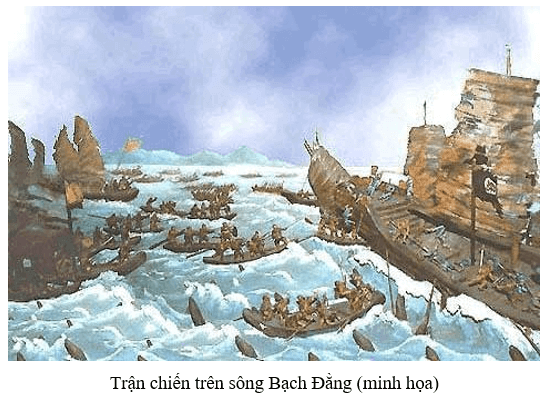 Trận chiến trên sông Bạch Đằng (minh họa)